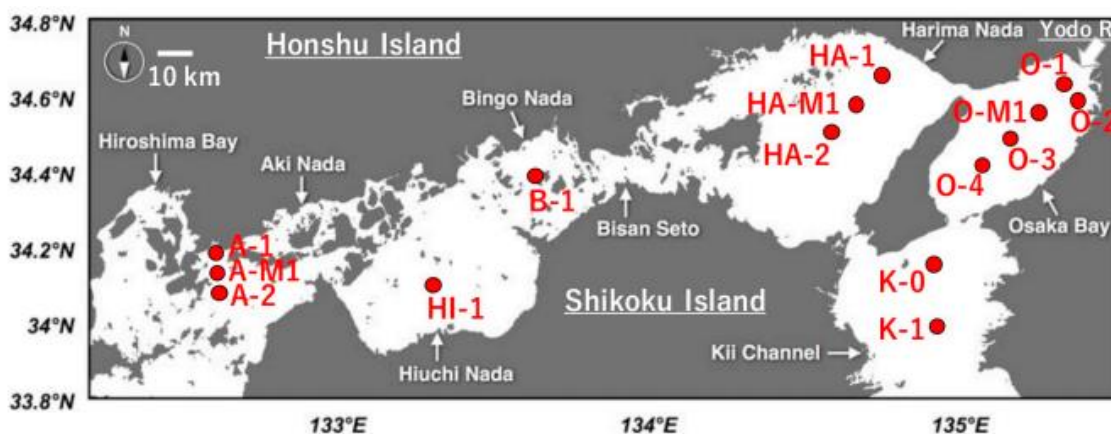 34.8°N
34.6°N
34.4°N
34.2°N
34°N
33.8°N
N
10 km
Honshu Island
Harima Nada
Yodo R
HA-1
O-1
HA-M1
O-M1
O-2
Bingo Nada
HA-2
O-3
Hiroshima Bay
Aki Nada
O-4
B-1
Bisan Seto
Osaka Bay
A-1
A-M1
A-2
HI-1
Shikoku Island
K-0
K-1
Kii Channel
Hiuchi Nada
133°E
134°E
135°E